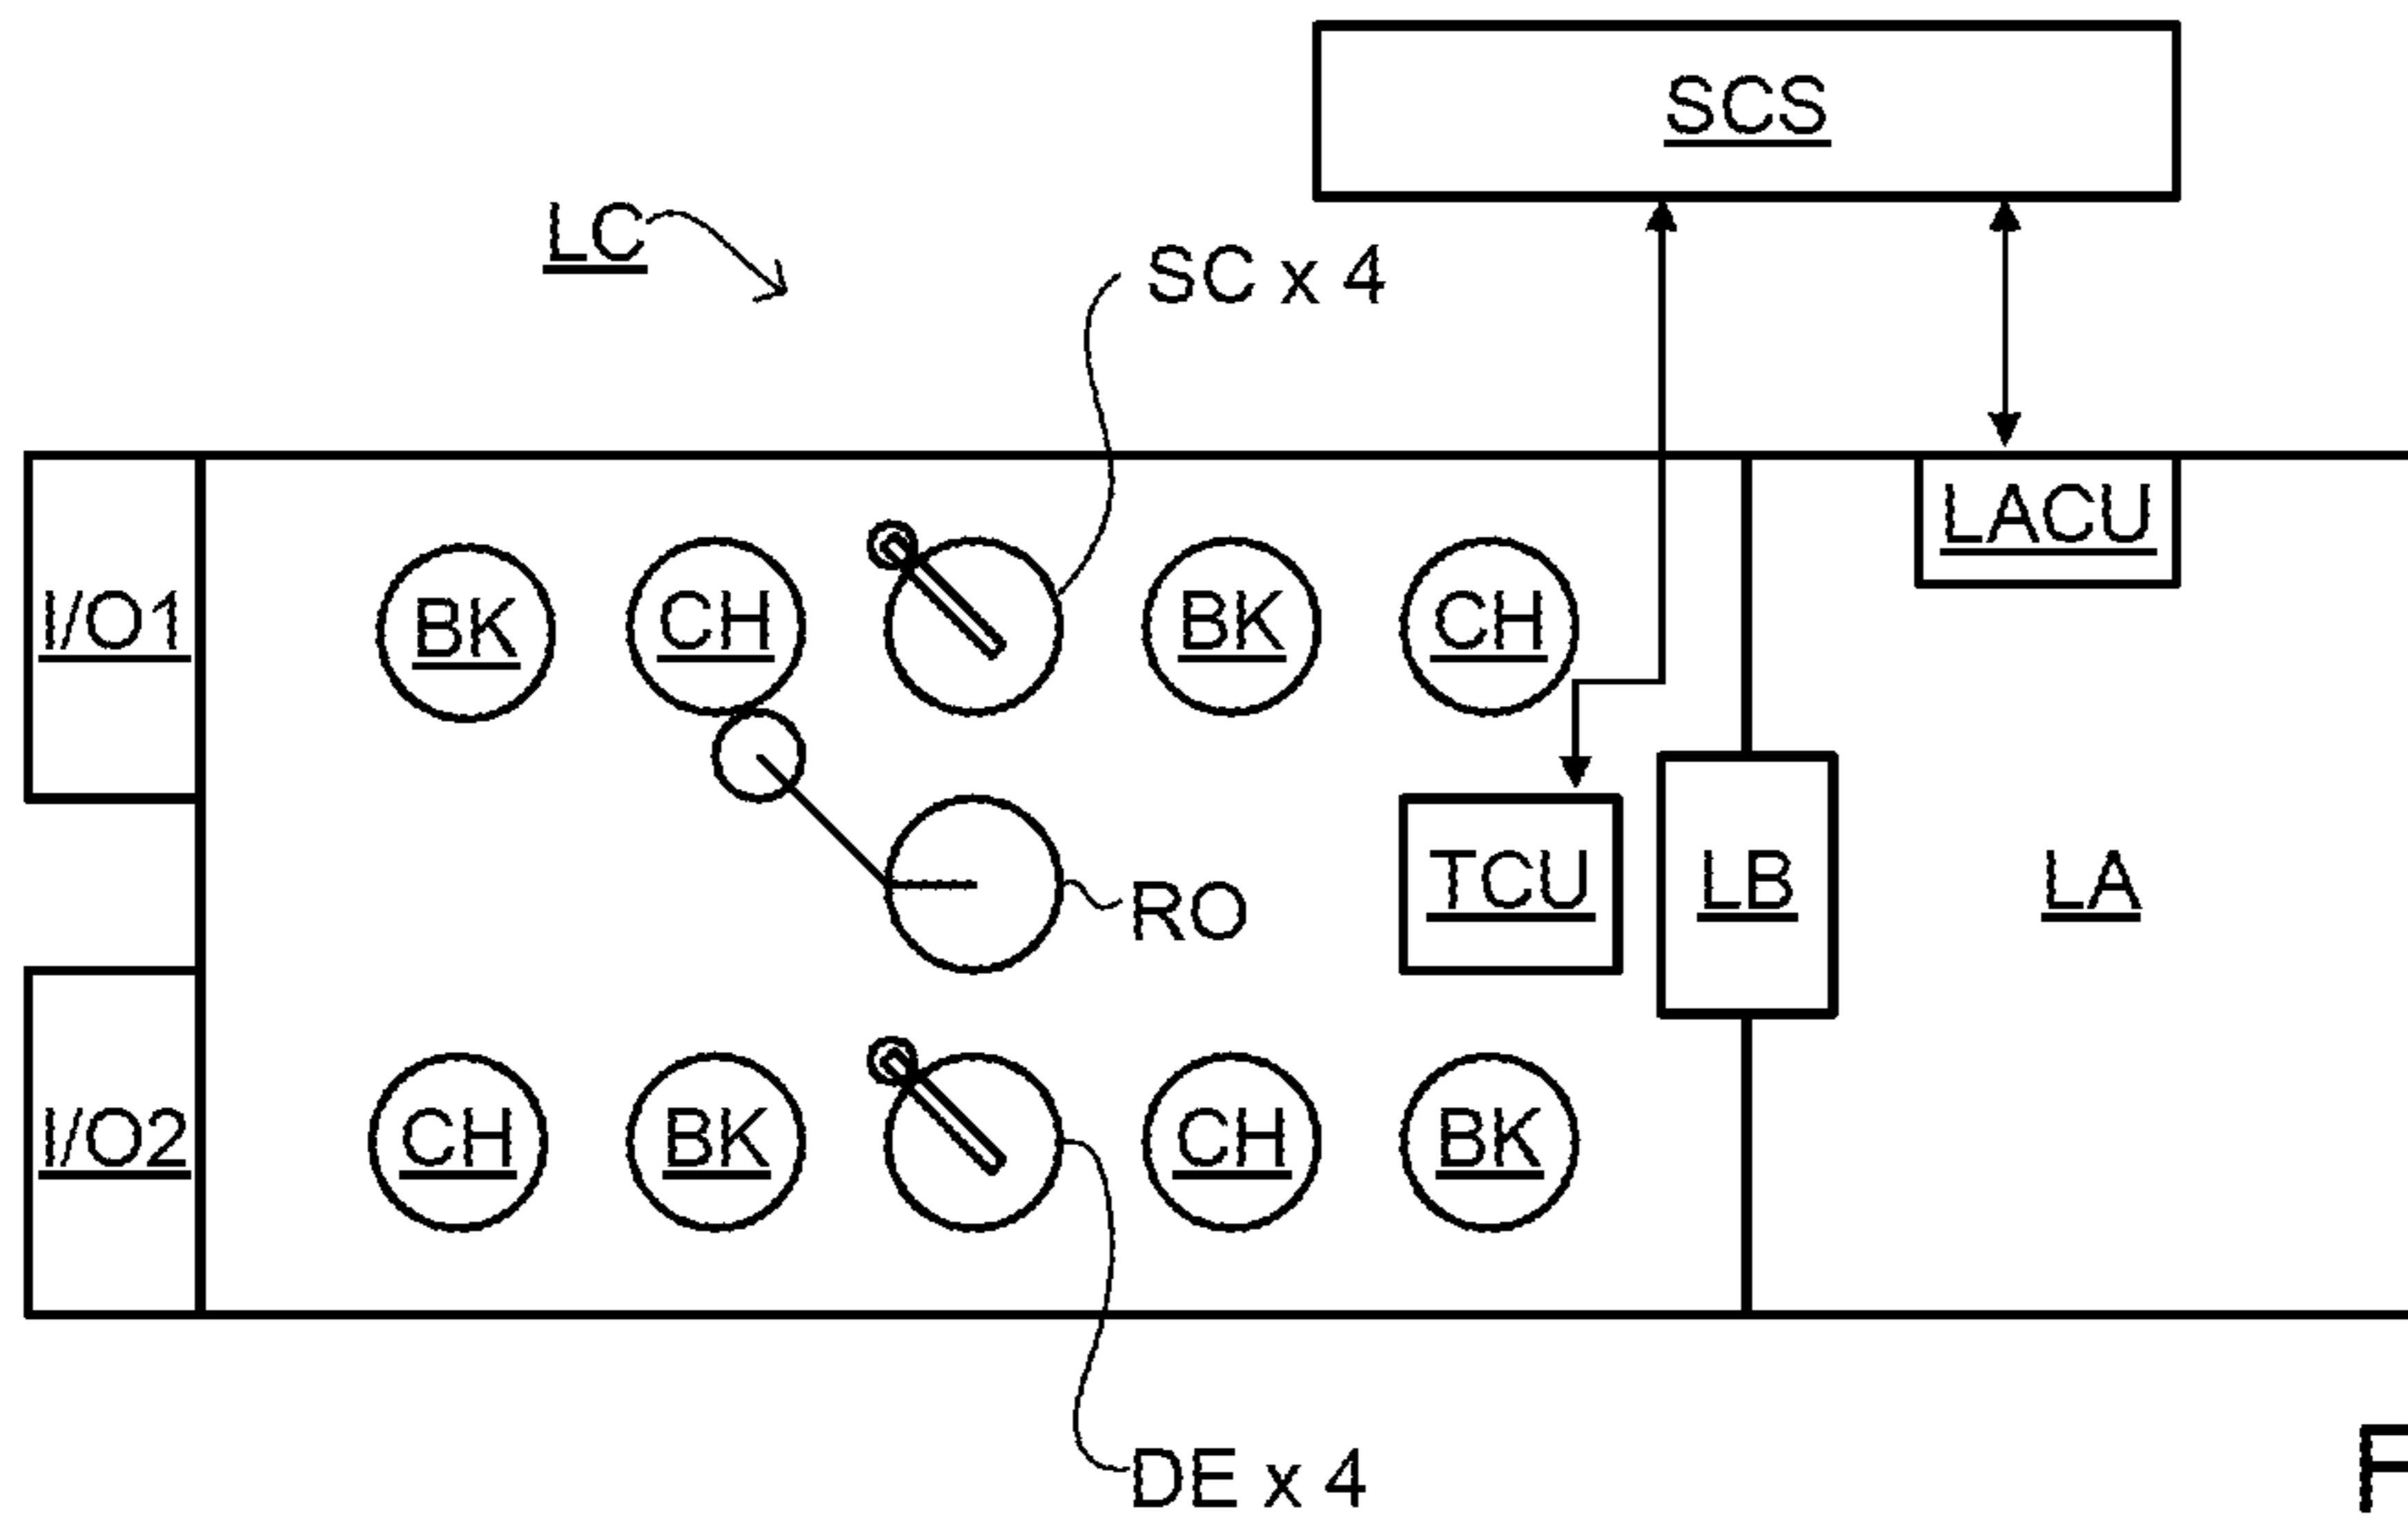 SCS
LC
SC x 4
LACU
I/O1
BK
CH
BK
CH
RO
TCU
LB
LA
I/O2
CH
BK
CH
BK
DE x 4
F